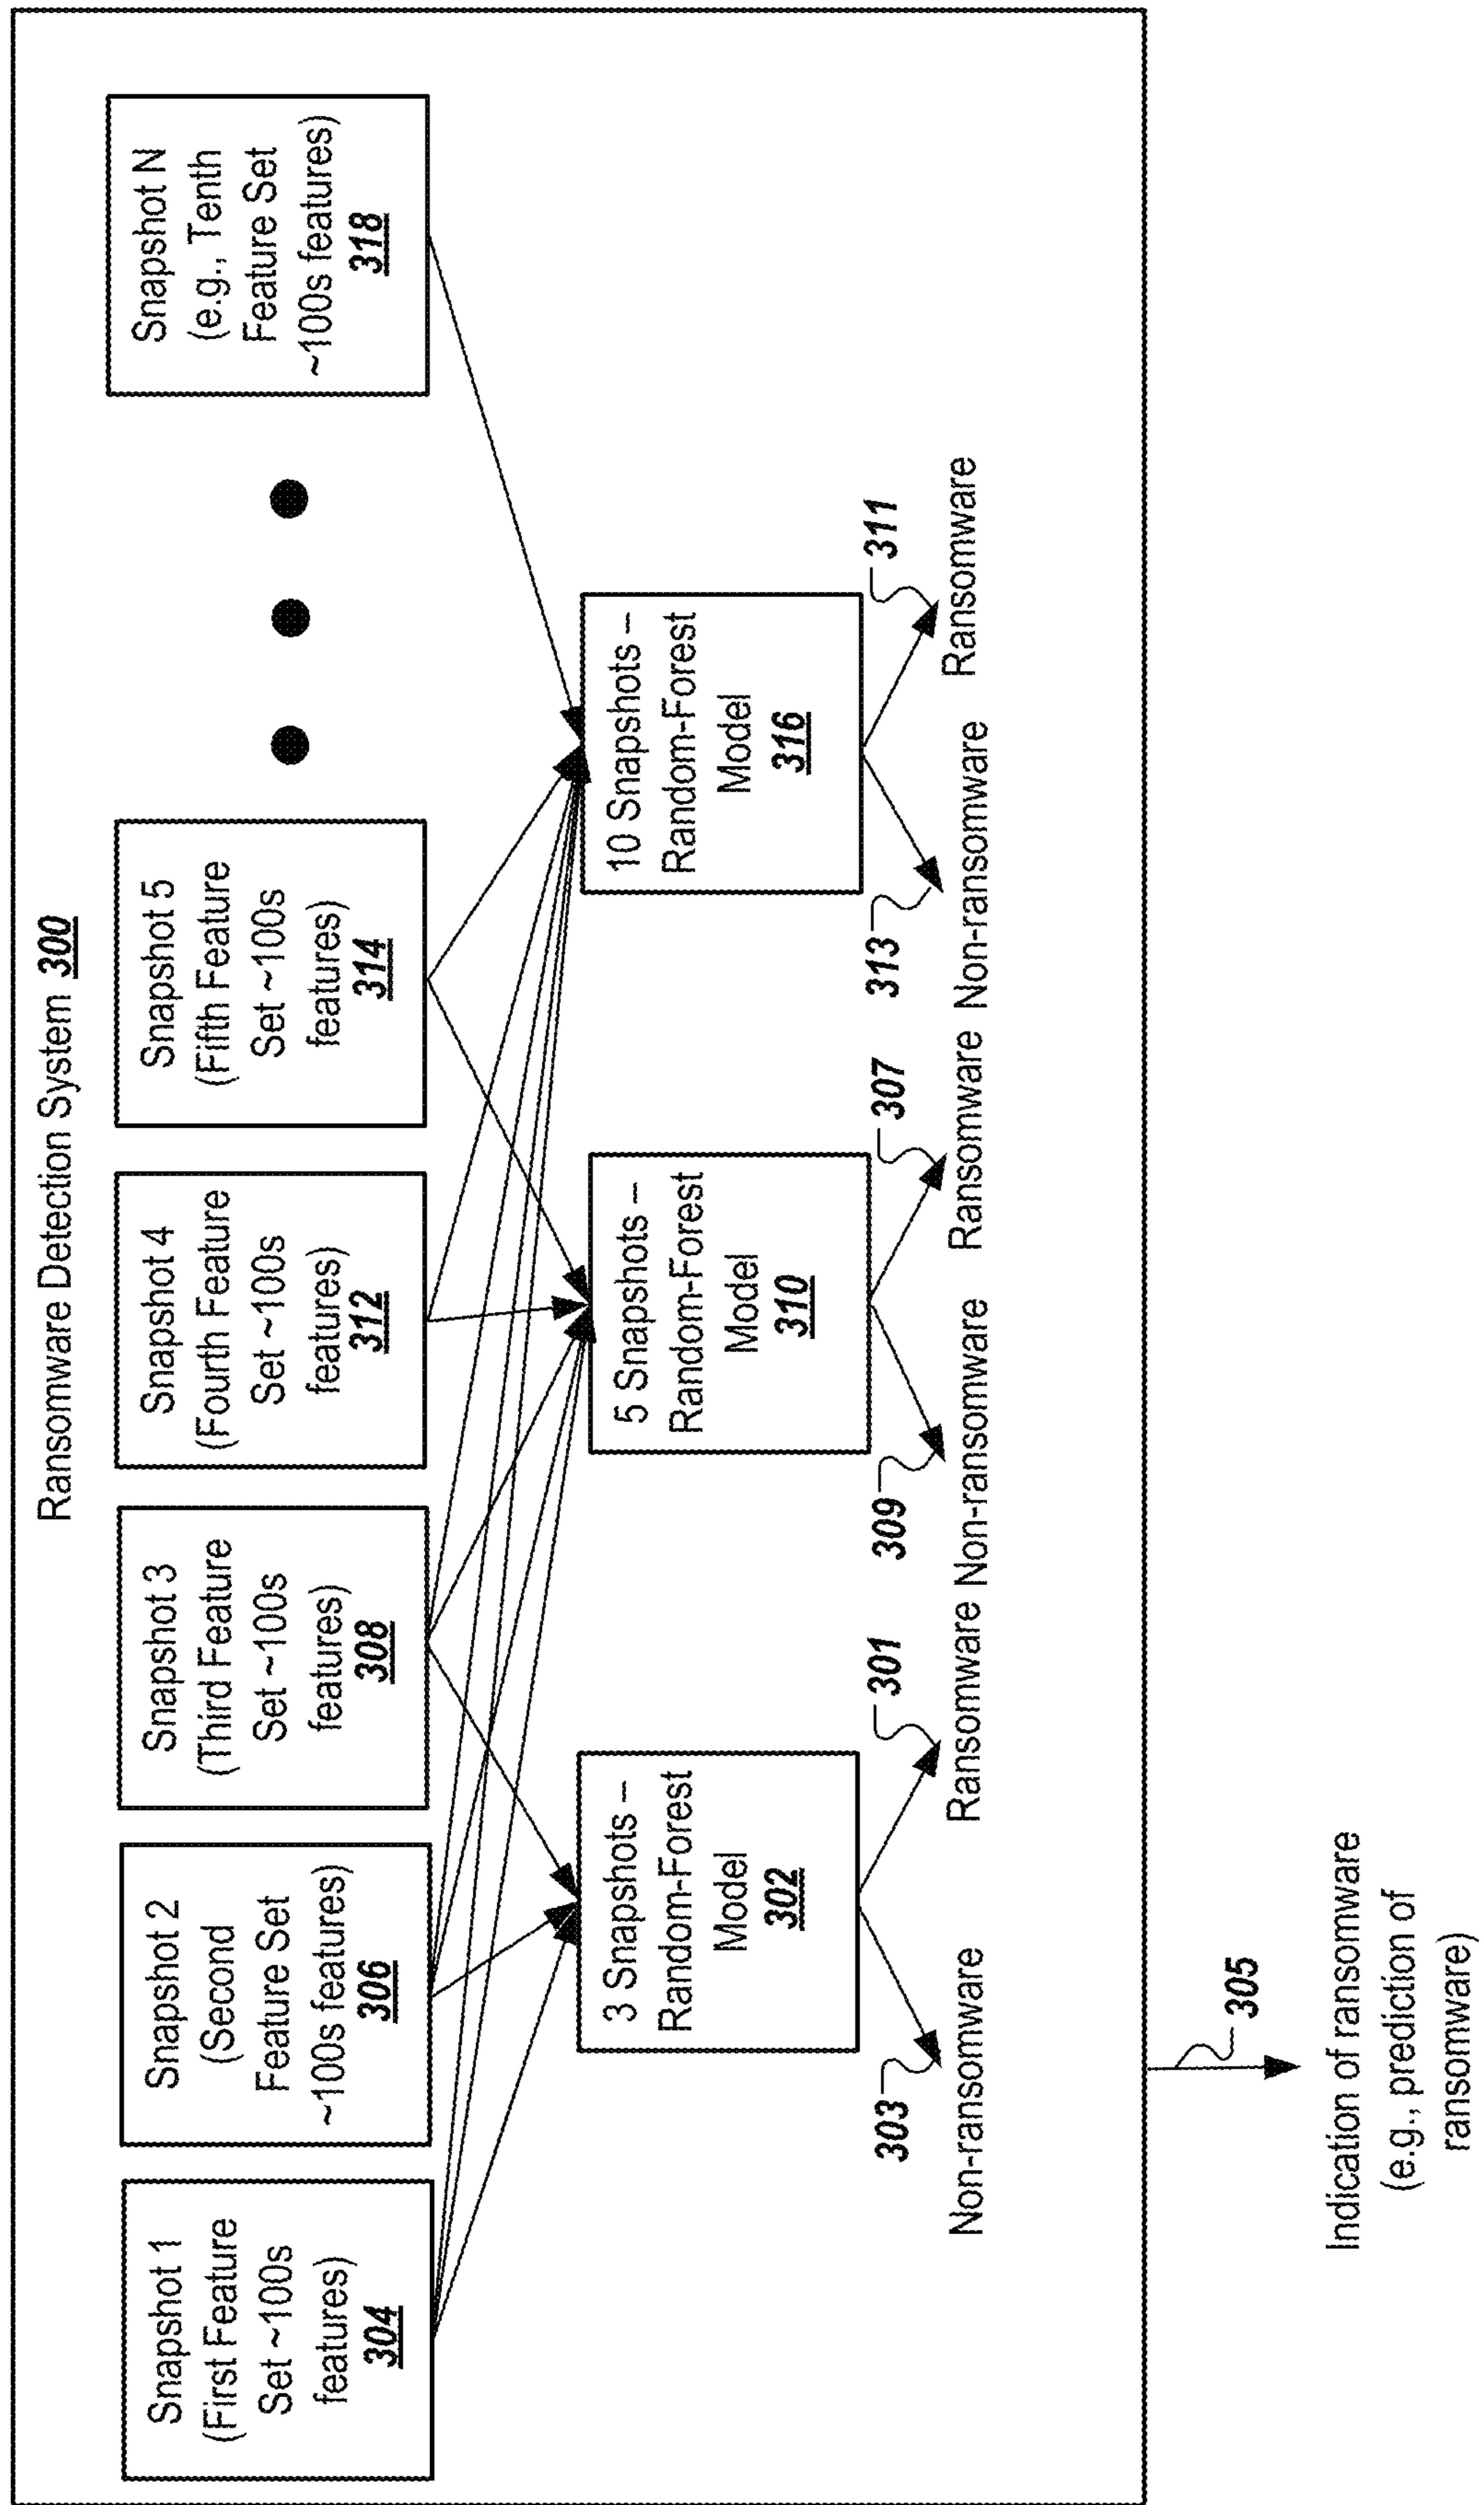 Ransomware Detection System 300
Snapshot 1
(First Feature
Set ~100s
features)
304
Snapshot 2
(Second
Feature Set
~100s features)
306
Snapshot 3
(Third Feature
Set ~100s
features)
308
Snapshot 4
(Fourth Feature
Set ~100s
features)
312
Snapshot 5
(Fifth Feature
Set ~100s
features)
314
Snapshot N
(e.g., Tenth
Feature Set
~100s features)
318
3 Snapshots –
Random-Forest
Model
302
5 Snapshots –
Random-Forest
Model
310
10 Snapshots –
Random-Forest
Model
316
303
301
309
307
313
311
Non-ransomware
Ransomware
Non-ransomware
Ransomware
Non-ransomware
Ransomware
305
Indication of ransomware
(e.g., prediction of
ransomware)